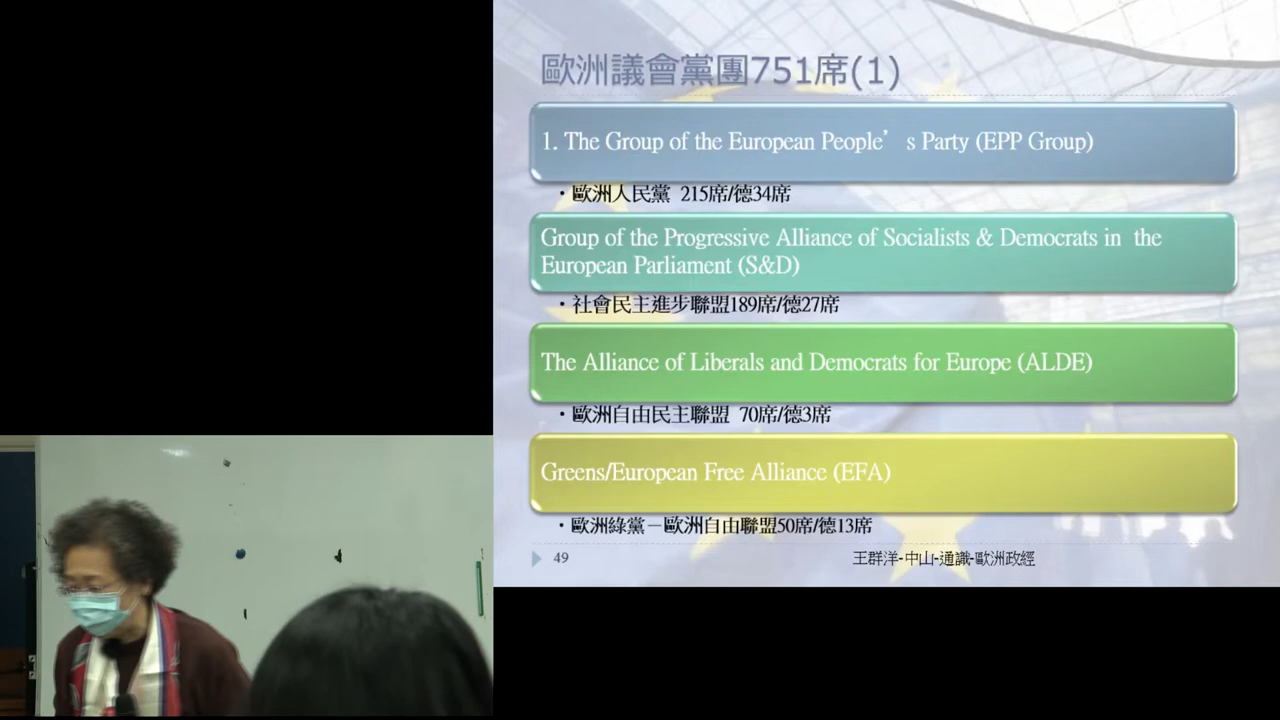 歐洲議會黨團751席(1)
1. The Group of the European People’ s Party (EPP Group)
・歐洲人民黨 215席/德34席
Group of the Progressive Alliance of Socialists & Democrats in the
European Parliament (S&D)
・社會民主進步聯盟189席/德27席
The Alliance of Liberals and Democrats for Europe (ALDE)
・歐洲自由民主聯盟 70席/德3席
Greens/European Free Alliance (EFA)
・歐洲綠黨－歐洲自由聯盟50席/德13席
49
王群洋-中山-通識-歐洲政經